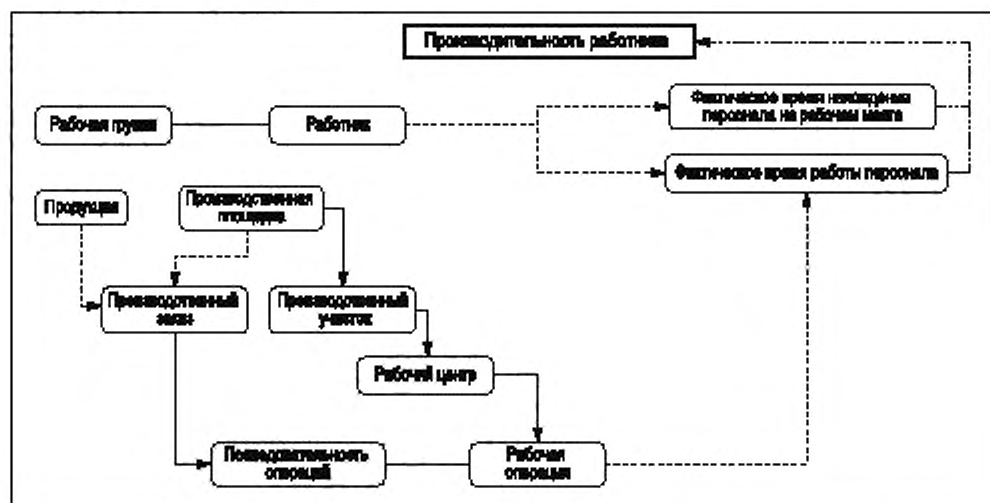 Производительность работника
Фактическое время нахождения
персонала на рабочем месте
Рабочая группа
Работник
Фактическое время работы персонала
Продукция
Производственная
площадка
Производственный
заказ
Производственный
участок
Рабочий центр
Последовательность
операций
Рабочая
операция